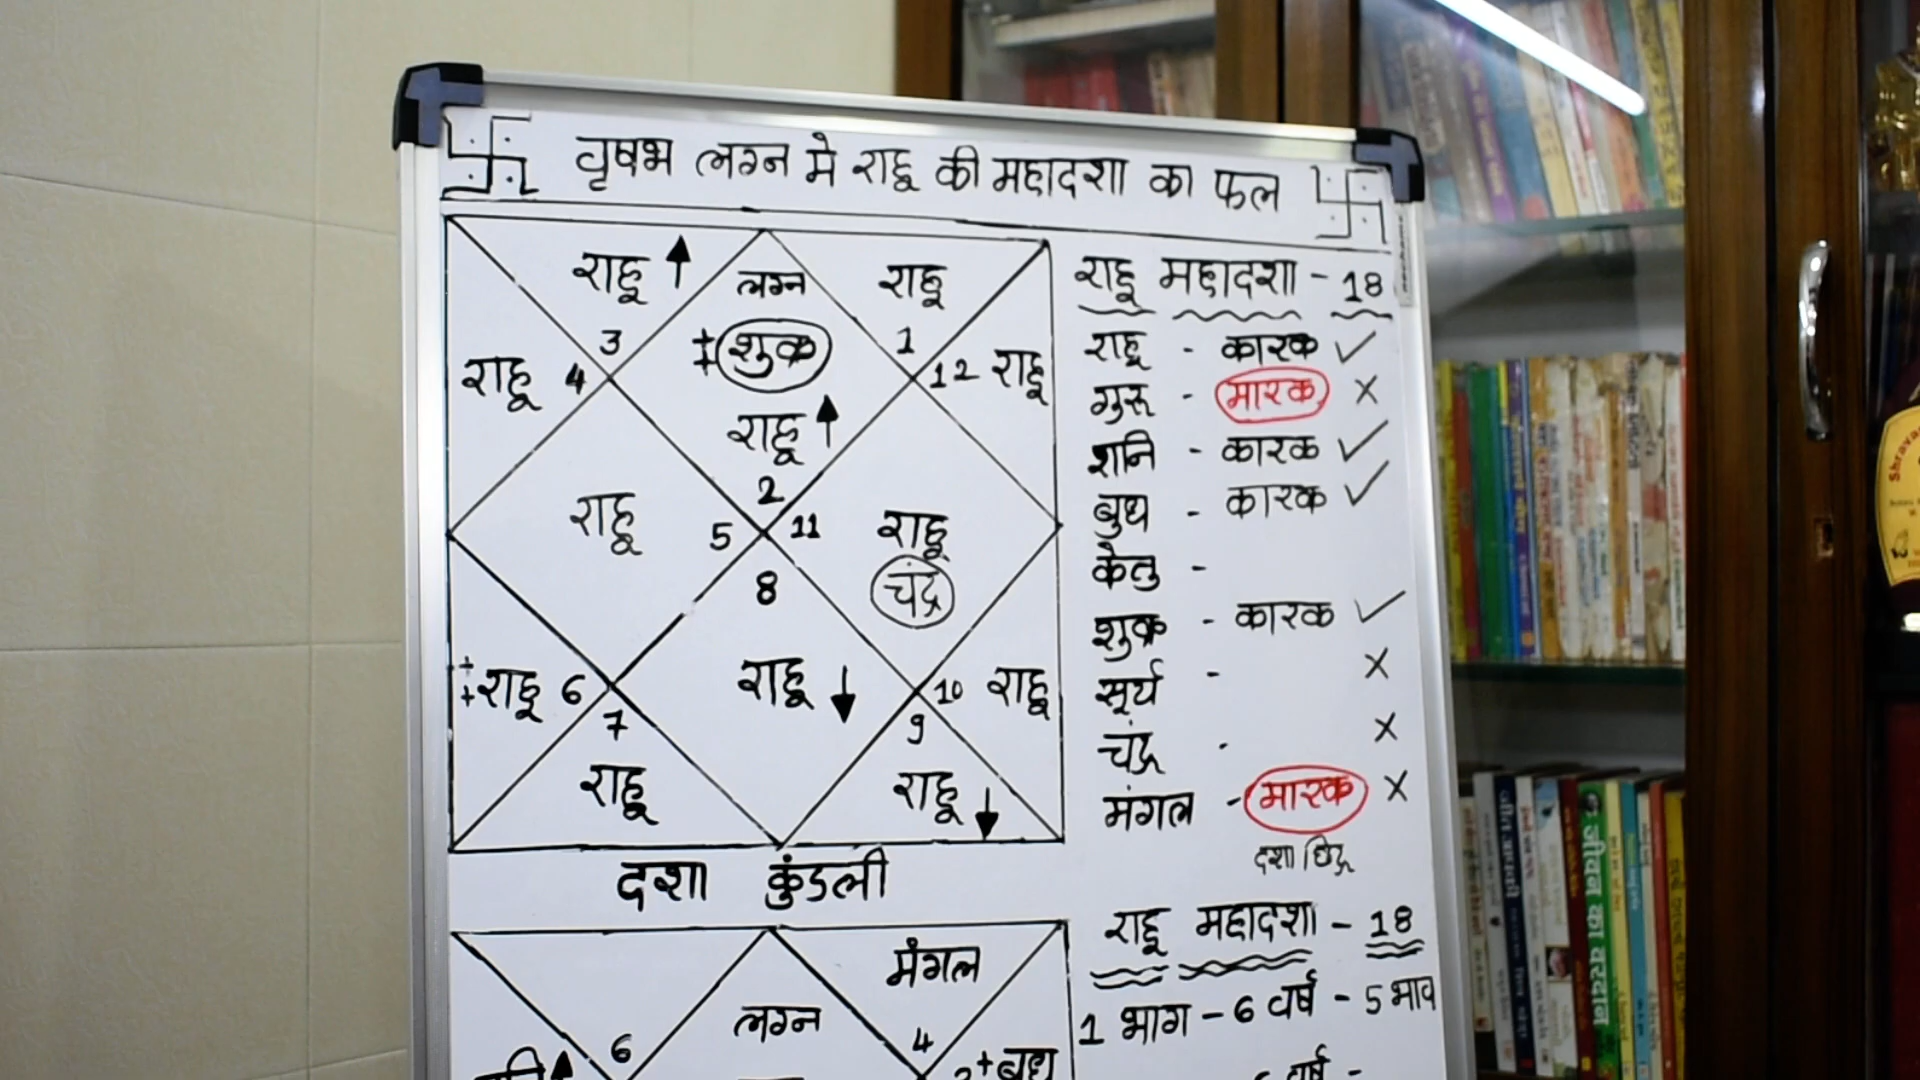 वृषभ लग्न मे राहू की महादशा का फल
राहू
लग्न
राहू
3
शुक्र
1
राहू 4
12 राहू
राहू
2
राहू
5
11
राहू
8
चंद्र
राहू 6
राहू
10 राहू
7
9
राहू
राहू
दशा कुंडली
मंगल
लग्न
6
4
राहू महादशा - 18
राहू - कारक ✓
गुरू - मारक ×
शनि - कारक ✓
बुध - कारक ✓
केतु -
शुक्र - कारक ✓
सूर्य - ×
चंद्र - ×
मंगल - मारक ×
दशा छिद्र
राहू महादशा - 18
1 भाग - 6 वर्ष - 5 भाव
जीवन का वरदान